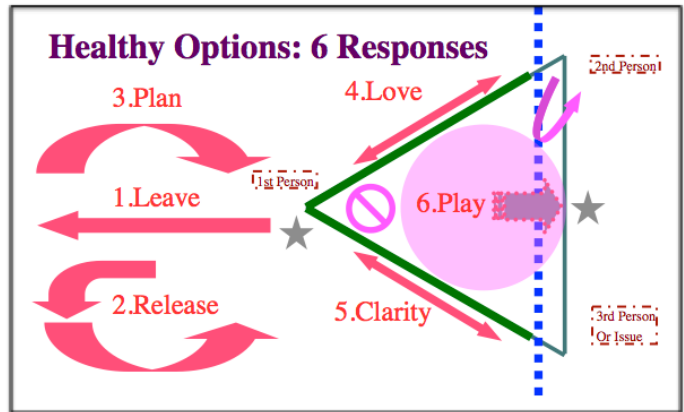 Healthy Options: 6 Responses
3.Plan
4.Love
2nd Person
1st Person
1.Leave
6.Play
2.Release
5.Clarity
3rd Person
Or Issue